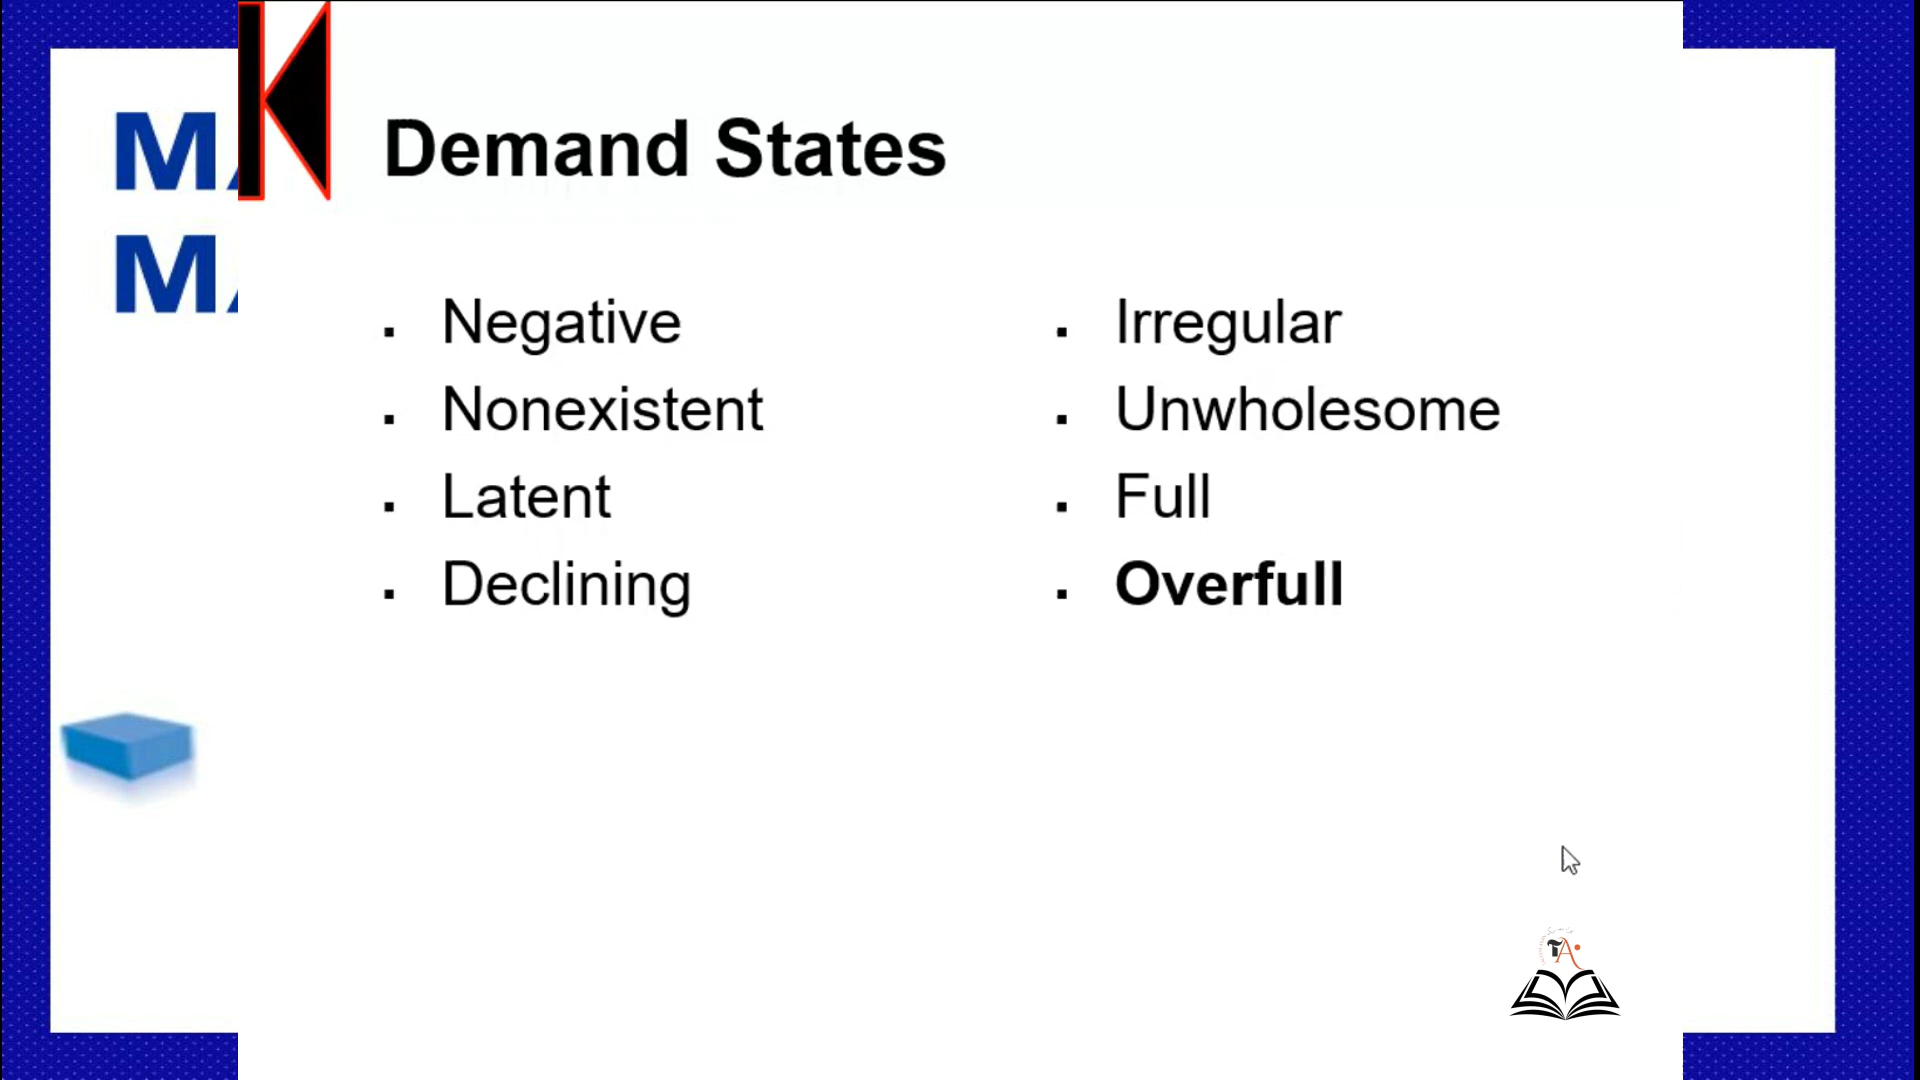 Demand States
Negative
Nonexistent
Latent
Declining
Irregular
Unwholesome
Full
Overfull